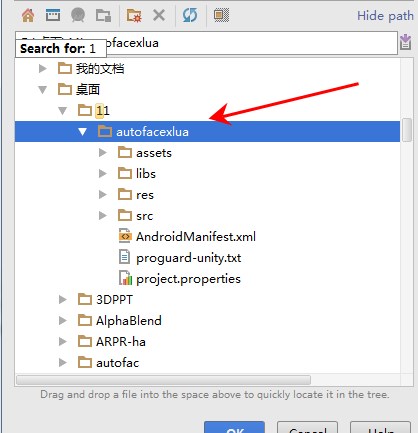 Hide path
Search for: 1
facexlua
我的文档
桌面
11
autofacexlua
assets
libs
res
src
AndroidManifest.xml
proguard-unity.txt
project.properties
3DPPT
AlphaBlend
ARPR-ha
autofac
Drag and drop a file into the space above to quickly locate it in the tree.
OK
Cancel
Help